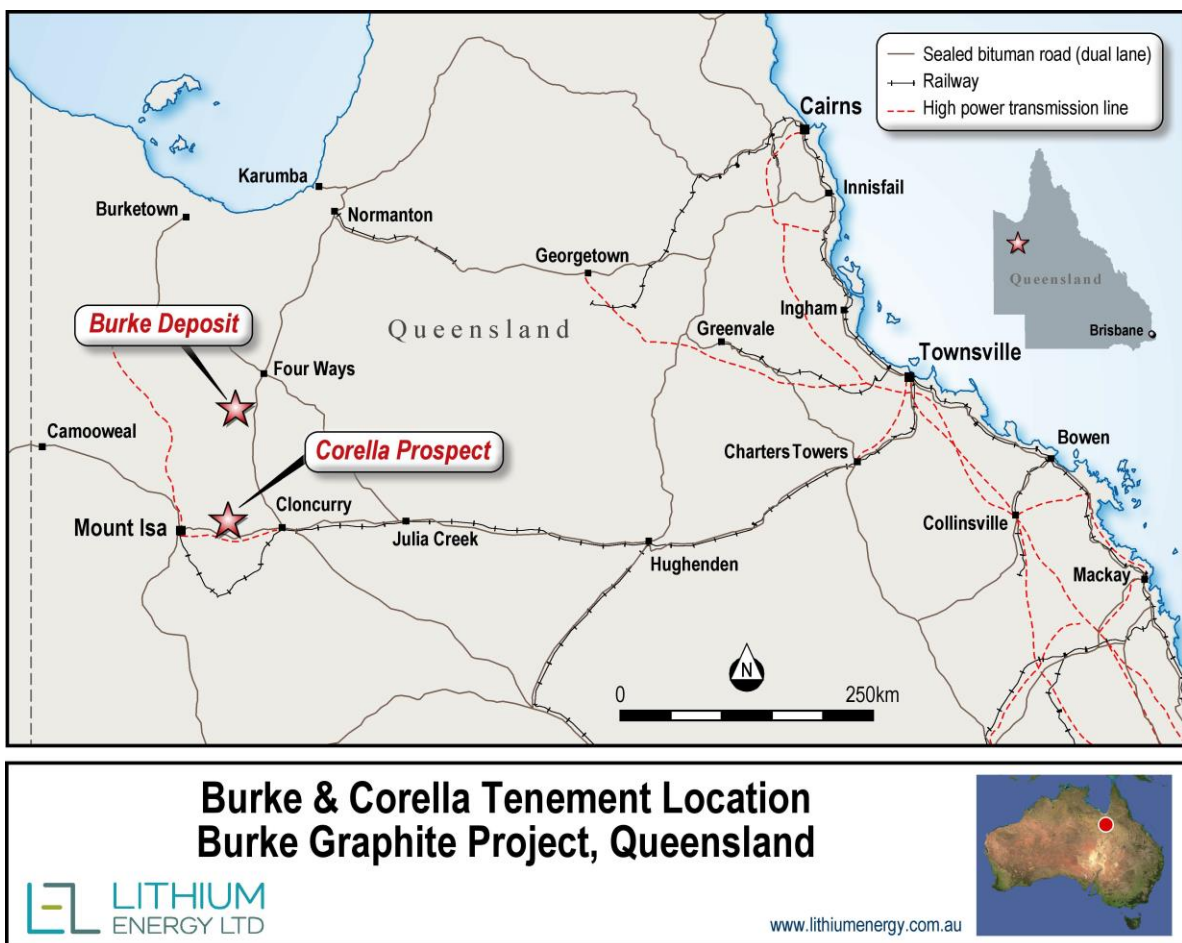 Sealed bituman road (dual lane)
Railway
High power transmission line
Cairns
Karumba
Innisfail
Burketown
Normanton
Georgetown
Queensland
Burke Deposit
Queensland
Ingham
Greenvale
Brisbane
Townsville
Four Ways
Camooweal
Corella Prospect
Charters Towers
Bowen
Mount Isa
Cloncurry
Julia Creek
Collinsville
Hughenden
Mackay
N
0 250km
Burke & Corella Tenement Location
Burke Graphite Project, Queensland
LE LITHIUM
ENERGY LTD
www.lithiumenergy.com.au